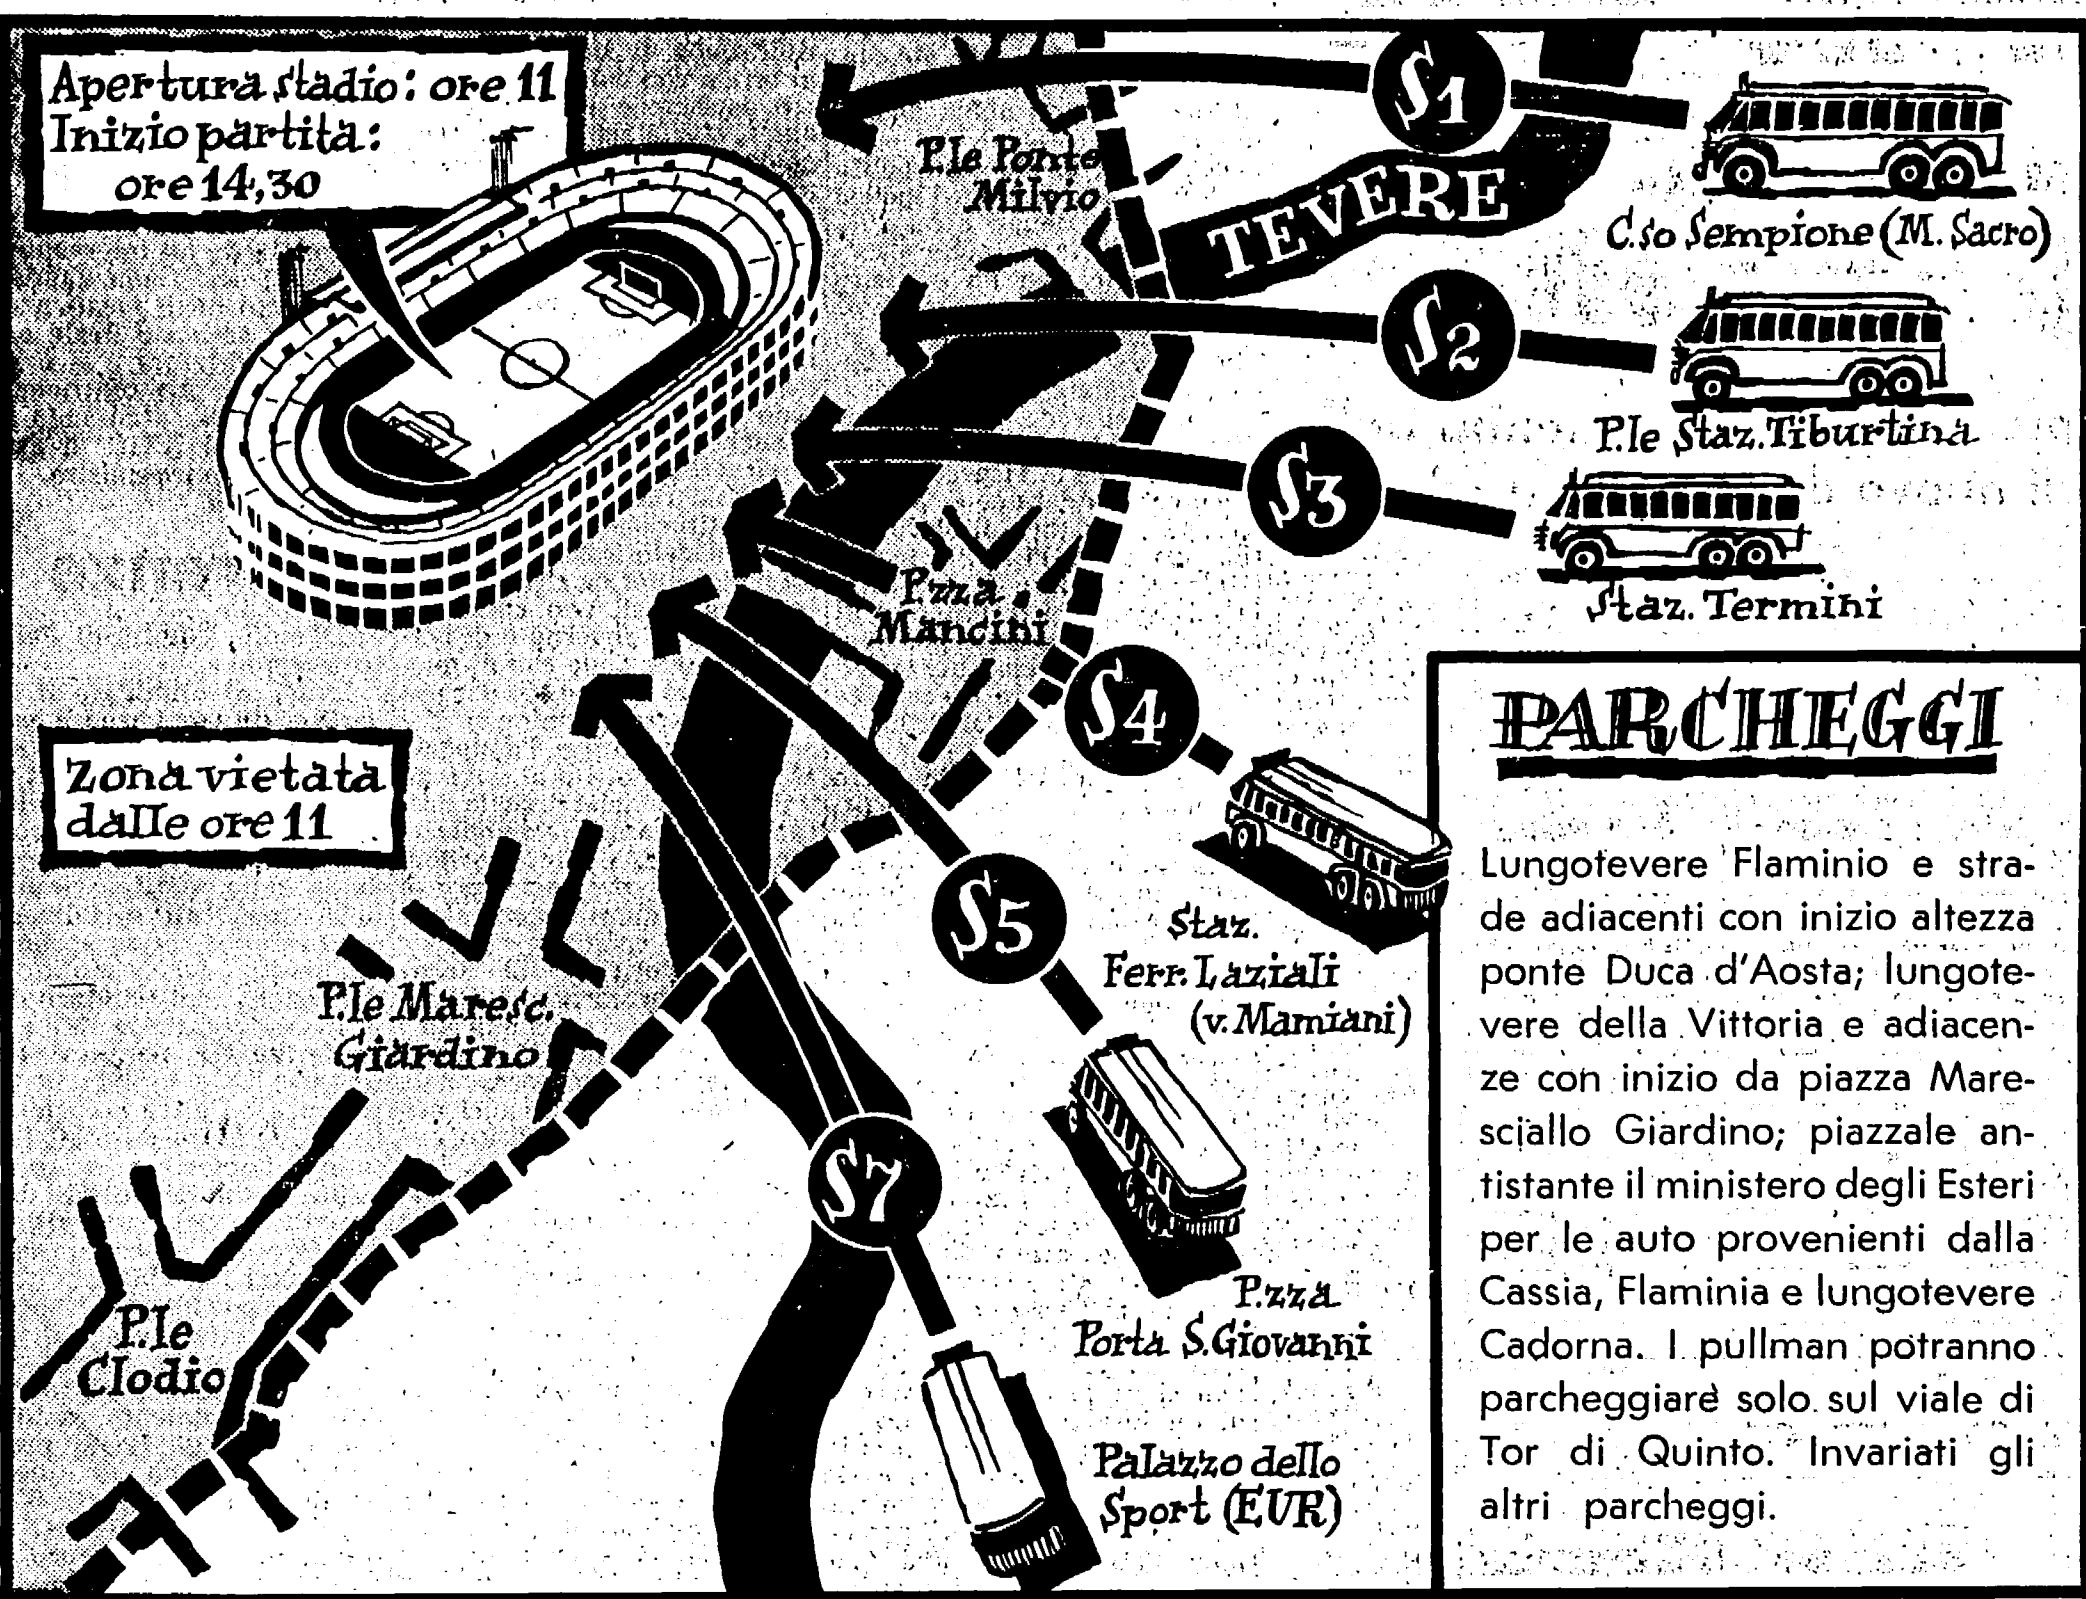 Apertura stadio: ore 11
Inizio partita:
ore 14,30
S1
P.le Ponte
Milvio
TEVERE
C.so Sempione (M. Sacro)
S2
P.le Staz. Tiburtina
S3
Staz. Termini
P.zza
Mancini
S4
Staz.
Ferr. Laziali
(v. Mamiani)
Zona vietata
dalle ore 11
S5
P.zza
Porta S. Giovanni
P.le Maresc.
Giardino
S7
Palazzo dello
Sport (EUR)
P.le
Clodio
PARCHEGGI
Lungotevere Flaminio e stra-
de adiacenti con inizio altezza
ponte Duca d'Aosta; lungote-
vere della Vittoria e adiacen-
ze con inizio da piazza Mare-
sciallo Giardino; piazzale an-
tistante il ministero degli Esteri
per le auto provenienti dalla
Cassia, Flaminia e lungotevere
Cadorna. I pullman potranno
parcheggiare solo sul viale di
Tor di Quinto. Invariati gli
altri parcheggi.